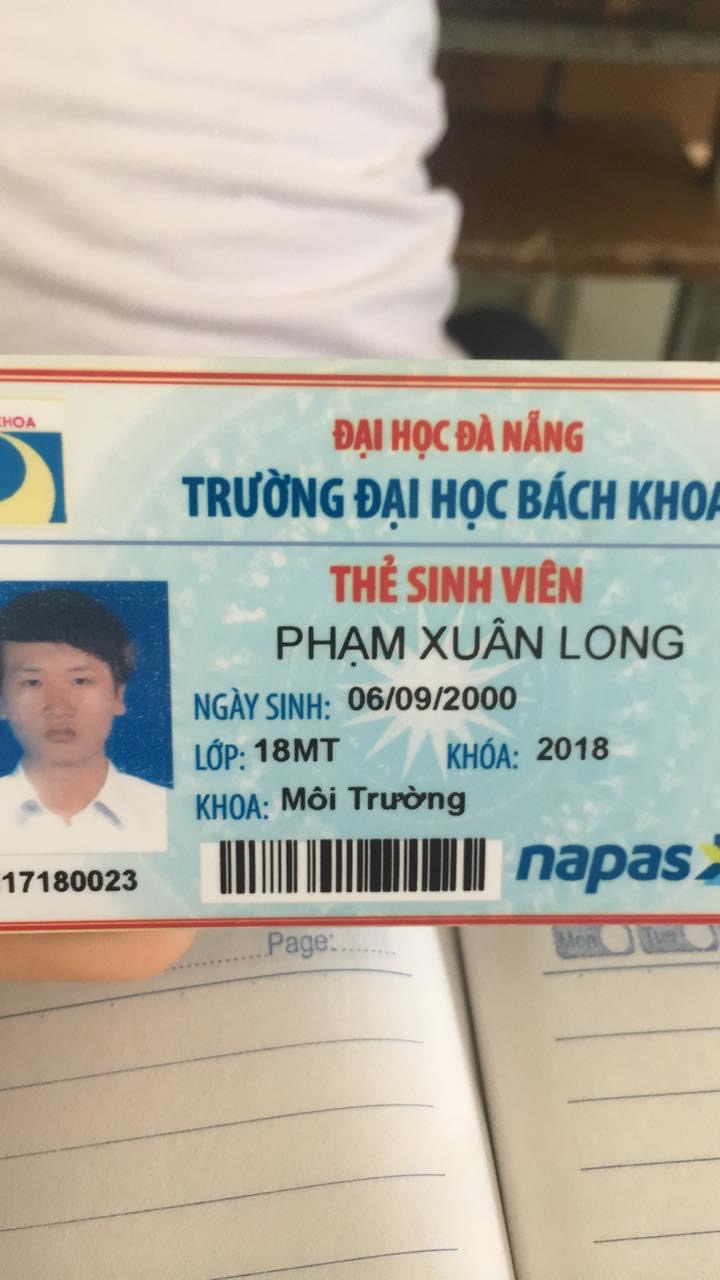 KHOA
ĐẠI HỌC ĐÀ NẴNG
TRƯỜNG ĐẠI HỌC BÁCH KHOA
THẺ SINH VIÊN
PHẠM XUÂN LONG
NGÀY SINH: 06/09/2000
LỚP: 18MT KHÓA: 2018
KHOA: Môi Trường
napas
117180023
Page:
Mon Tue